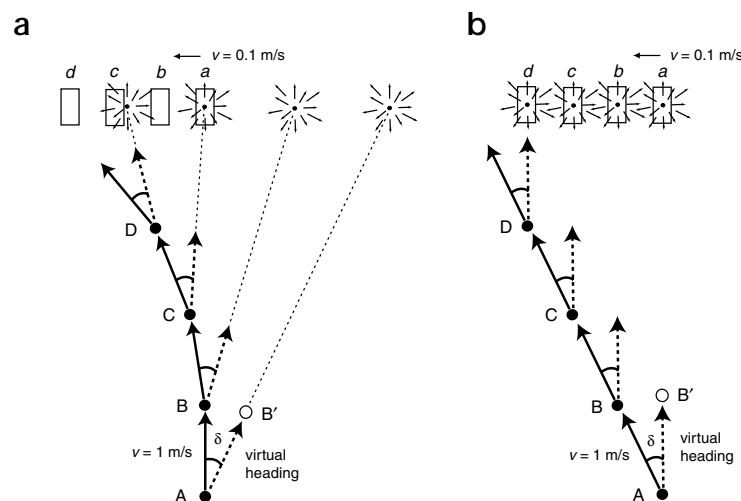 a
v = 0.1 m/s
d c b a
D
C
B
B′
δ
v = 1 m/s
virtual
heading
A
b
v = 0.1 m/s
d c b a
D
C
B
B′
δ
v = 1 m/s
virtual
heading
A